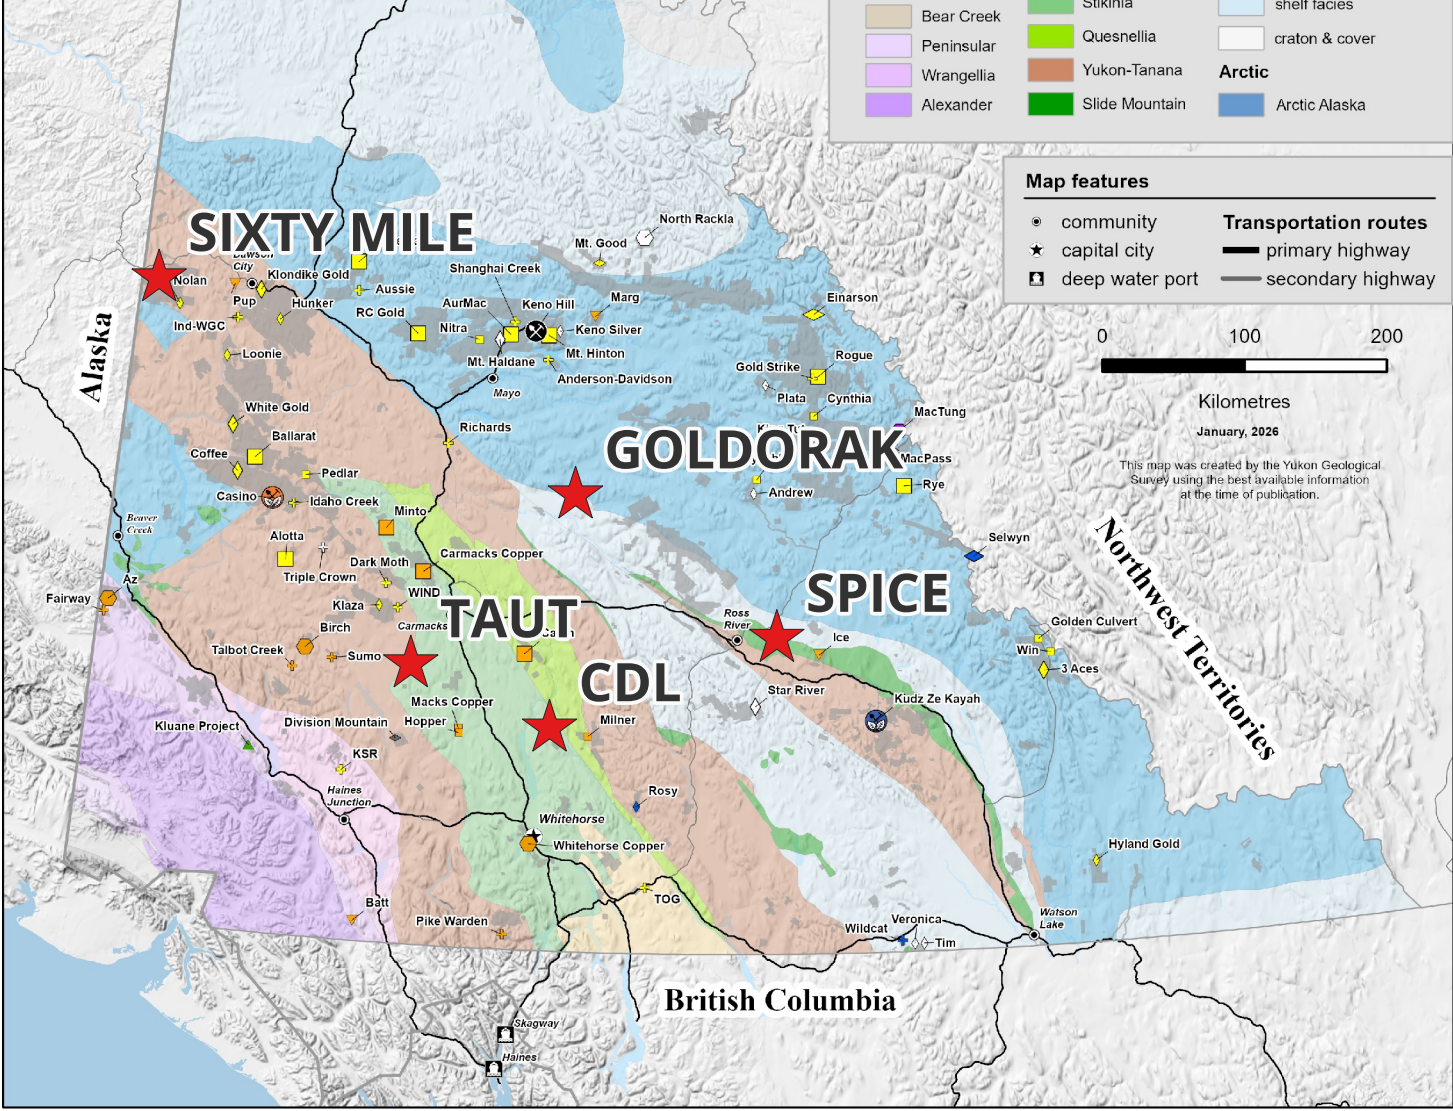 Bear Creek
Peninsular
Wrangellia
Alexander
Stikinia
Quesnellia
Yukon-Tanana
Slide Mountain
shelf facies
craton & cover
Arctic
Arctic Alaska
Map features
community
capital city
deep water port
Transportation routes
primary highway
secondary highway
0 100 200
Kilometres
January, 2026
This map was created by the Yukon Geological
Survey using the best available information
at the time of publication.
SIXTY MILE
GOLDORAK
SPICE
TAUT
CDL
Alaska
Northwest Territories
British Columbia
North Rackla
Mt. Good
Dawson
City
Klondike Gold
Nolan
Pup
Hunker
Ind-WGC
Loonie
Aussie
RC Gold
Shanghai Creek
AurMac
Keno Hill
Marg
Nitra
Keno Silver
Mt. Haldane
Mt. Hinton
Anderson-Davidson
Mayo
Einarson
Rogue
Gold Strike
Plata
Cynthia
MacTung
MacPass
Rye
Andrew
Richards
White Gold
Ballarat
Coffee
Pedlar
Casino
Idaho Creek
Minto
Beaver
Creek
Alotta
Triple Crown
Dark Moth
Carmacks Copper
WIND
Klaza
Carmacks
Az
Fairway
Birch
Talbot Creek
Sumo
Selwyn
Golden Culvert
Win
3 Aces
Ross
River
Ice
Star River
Kudz Ze Kayah
Macks Copper
Hopper
Milner
Division Mountain
Kluane Project
KSR
Haines
Junction
Rosy
Whitehorse
Whitehorse Copper
TOG
Batt
Pike Warden
Hyland Gold
Watson
Lake
Veronica
Wildcat
Tim
Skagway
Haines